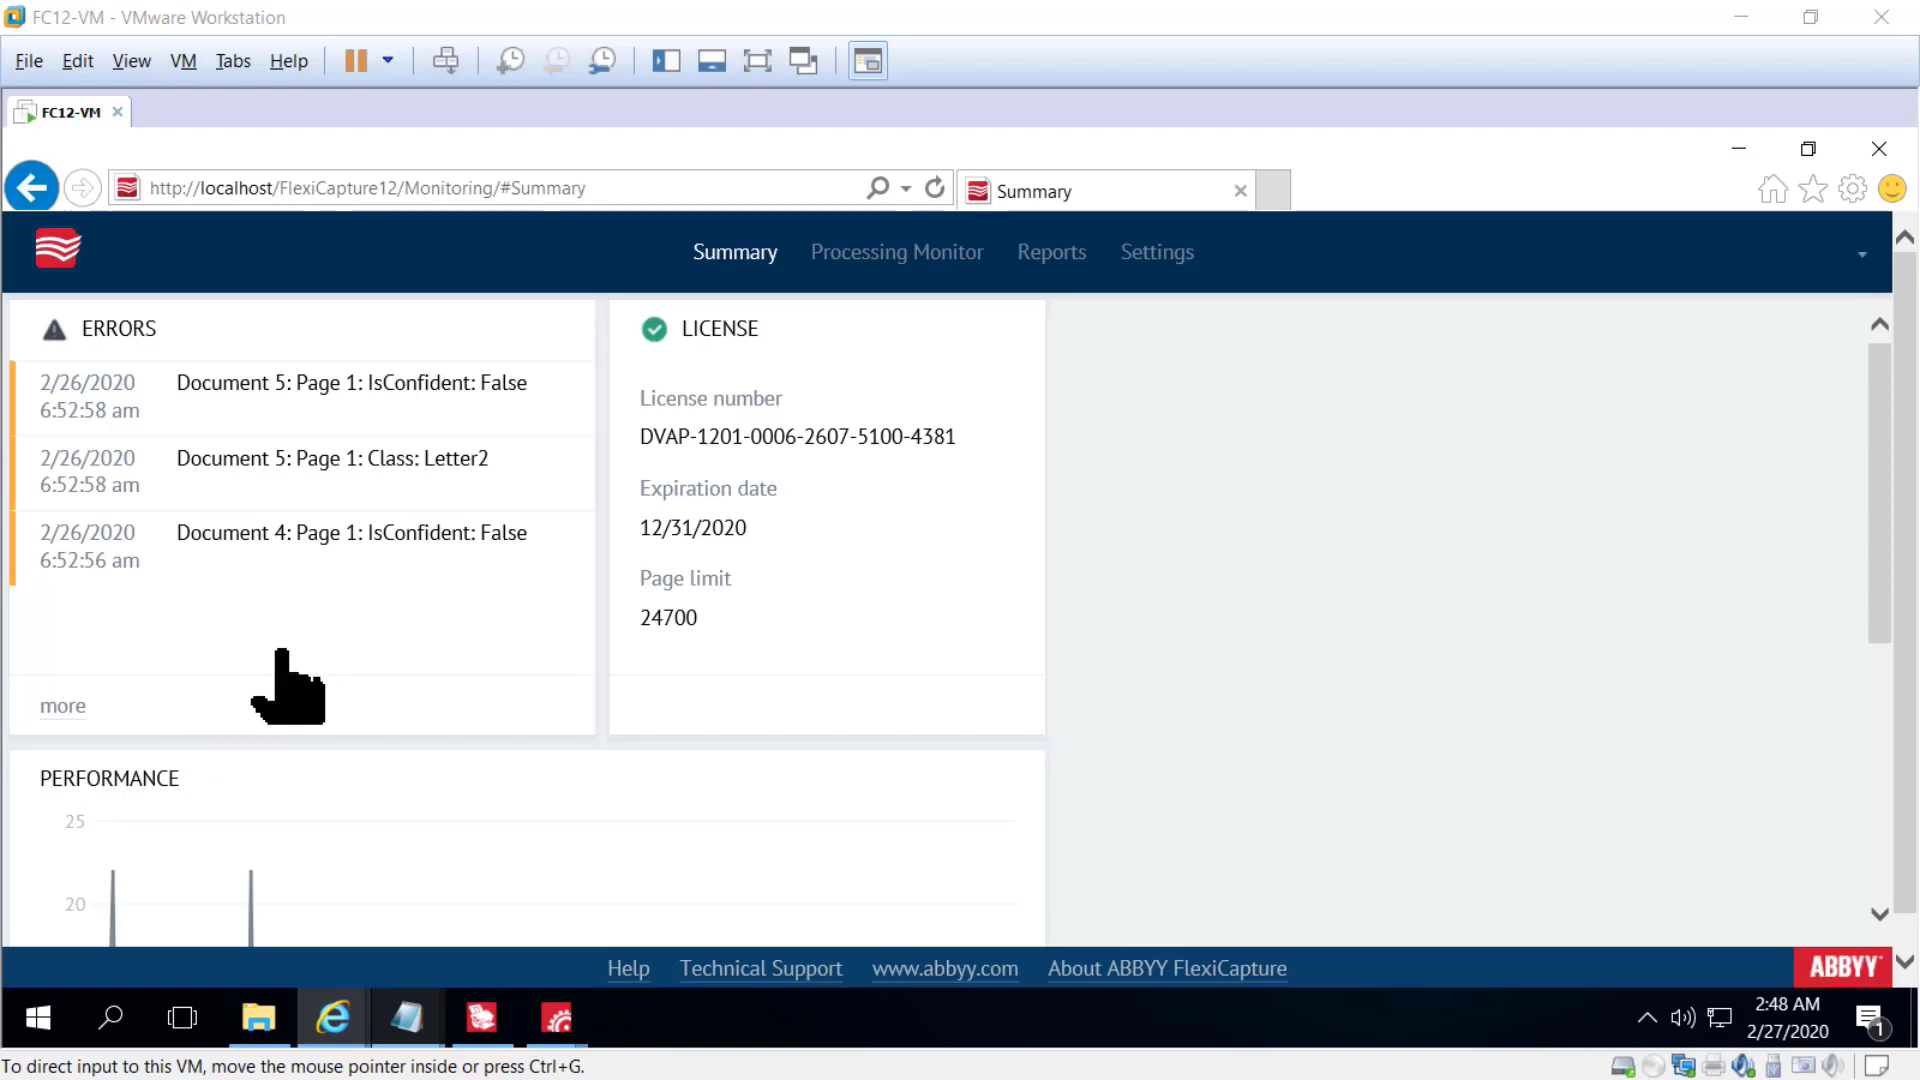 FC12-VM - VMware Workstation
File Edit View VM Tabs Help
FC12-VM
http://localhost/FlexiCapture12/Monitoring/#Summary
Summary
Summary Processing Monitor Reports Settings
ERRORS
2/26/2020
6:52:58 am
Document 5: Page 1: IsConfident: False
2/26/2020
6:52:58 am
Document 5: Page 1: Class: Letter2
2/26/2020
6:52:56 am
Document 4: Page 1: IsConfident: False
more
LICENSE
License number
DVAP-1201-0006-2607-5100-4381
Expiration date
12/31/2020
Page limit
24700
PERFORMANCE
25
20
Help Technical Support www.abbyy.com About ABBYY FlexiCapture
ABBYY
2:48 AM
2/27/2020
1
To direct input to this VM, move the mouse pointer inside or press Ctrl+G.